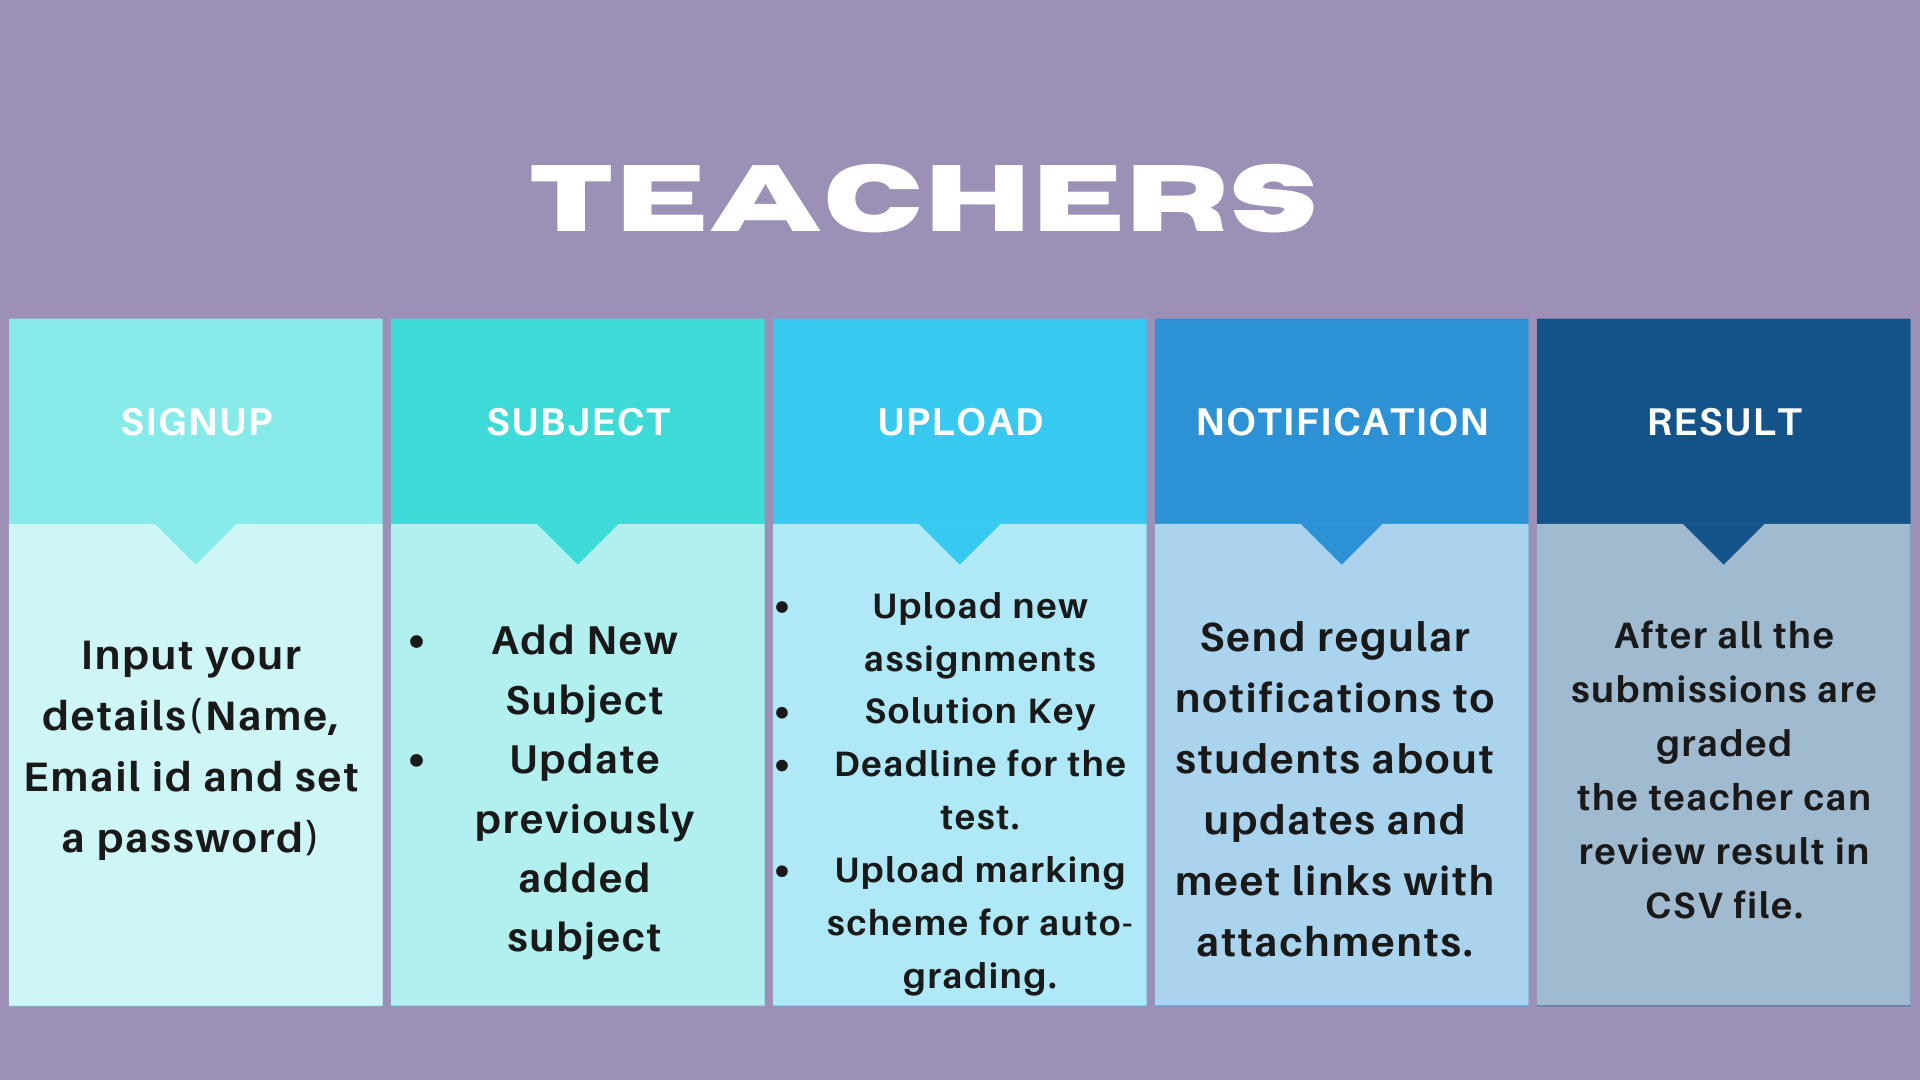 TEACHERS
SIGNUP
Input your
details(Name,
Email id and set
a password)
SUBJECT
• Add New
Subject
• Update
previously
added
subject
UPLOAD
• Upload new
assignments
• Solution Key
• Deadline for the
test.
• Upload marking
scheme for auto-
grading.
NOTIFICATION
Send regular
notifications to
students about
updates and
meet links with
attachments.
RESULT
After all the
submissions are
graded
the teacher can
review result in
CSV file.